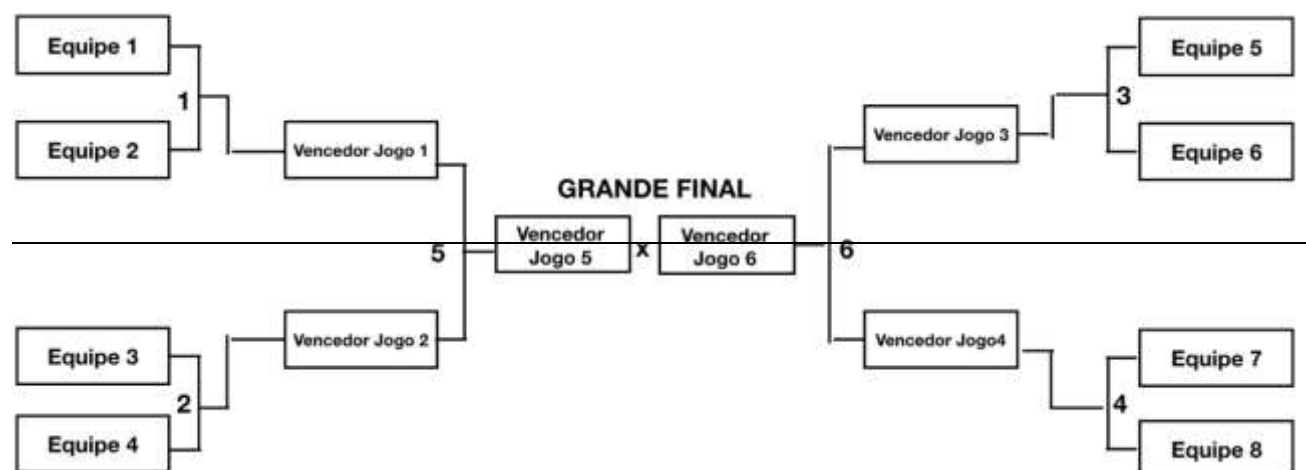 Equipe 1
1
Equipe 2
Vencedor Jogo 1
5
Equipe 3
2
Equipe 4
Vencedor Jogo 2
GRANDE FINAL
Vencedor
Jogo 5
x
Vencedor
Jogo 6
6
Vencedor Jogo 3
Equipe 5
3
Equipe 6
Vencedor Jogo4
Equipe 7
4
Equipe 8